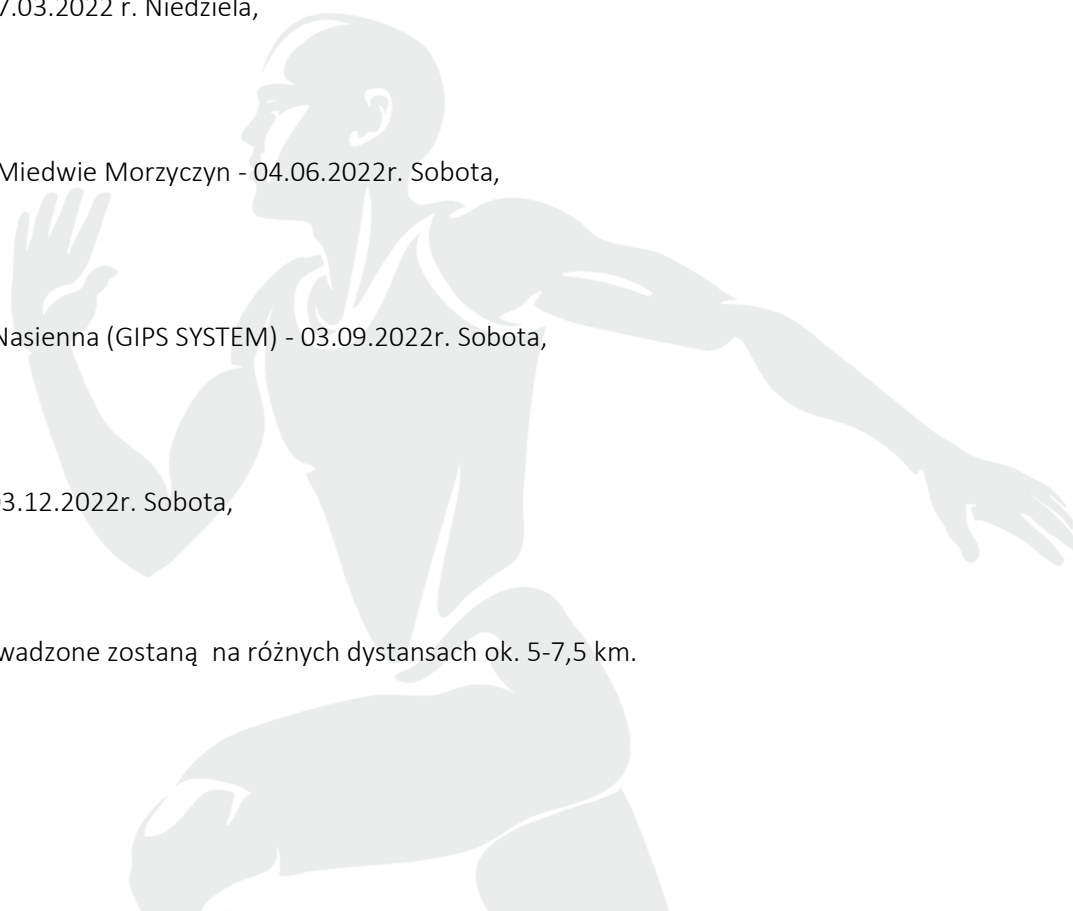 7.03.2022 r. Niedziela,
Miedwie Morzyczyn - 04.06.2022r. Sobota,
Nasienna (GIPS SYSTEM) - 03.09.2022r. Sobota,
3.12.2022r. Sobota,
wadzone zostaną  na różnych dystansach ok. 5-7,5 km.